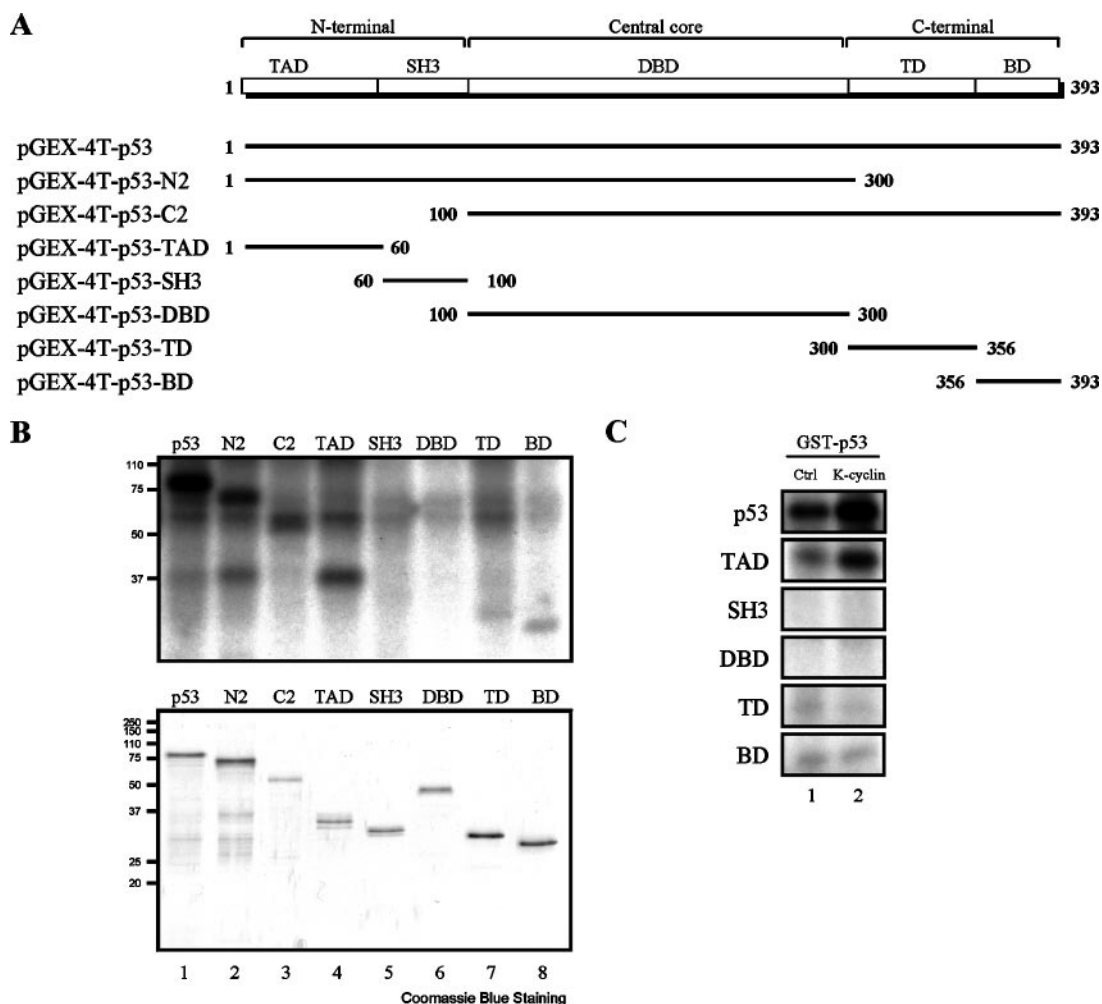 A
N-terminal Central core C-terminal
TAD SH3 DBD TD BD
1 393
pGEX-4T-p53 1 393
pGEX-4T-p53-N2 1 300
pGEX-4T-p53-C2 100 393
pGEX-4T-p53-TAD 1 60
pGEX-4T-p53-SH3 60 100
pGEX-4T-p53-DBD 100 300
pGEX-4T-p53-TD 300 356
pGEX-4T-p53-BD 356 393
B
p53 N2 C2 TAD SH3 DBD TD BD
110
75
50
37
p53 N2 C2 TAD SH3 DBD TD BD
250
150
110
75
50
37
25
20
1 2 3 4 5 6 7 8
Coomassie Blue Staining
C
GST-p53
Ctrl K-cyclin
p53
TAD
SH3
DBD
TD
BD
1 2